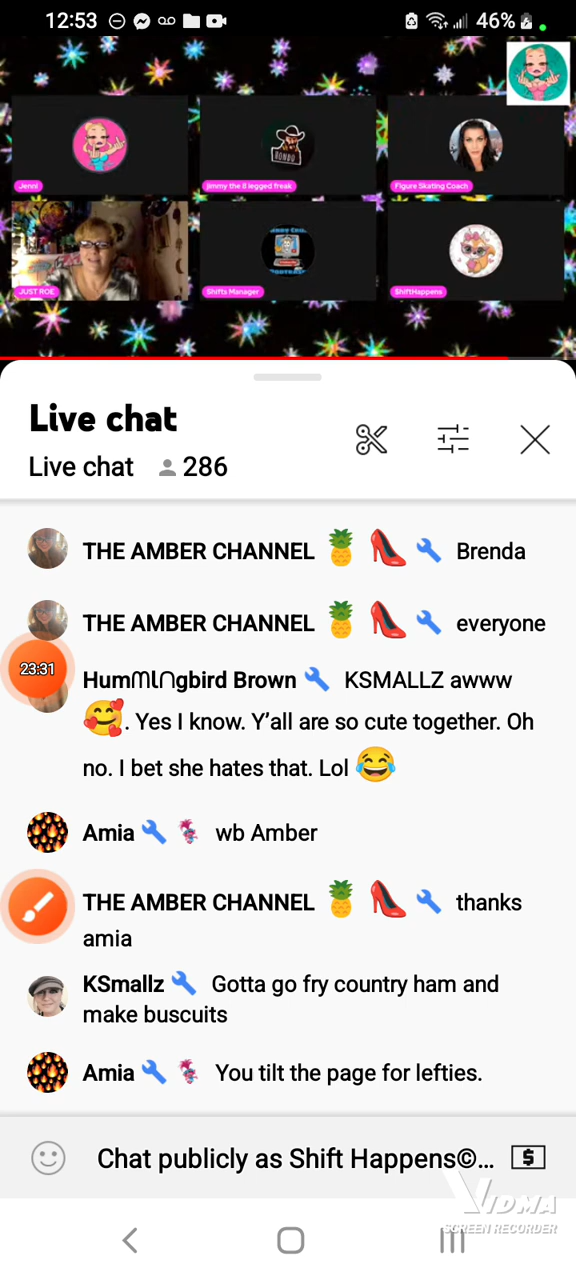 12:53 46%
Jenni
Jimmy the 8 legged freak
Figure Skating Coach
RONDO
JUST ROE
Shifts Manager
ShiftHappens
Live chat
Live chat 286
THE AMBER CHANNEL 🍍 👠 🔧 Brenda
THE AMBER CHANNEL 🍍 👠 🔧 everyone
23:31
HumᗰƖᑎgbird Brown 🔧 KSMALLZ awww
🥰. Yes I know. Y’all are so cute together. Oh
no. I bet she hates that. Lol 😂
Amia 🔧 wb Amber
THE AMBER CHANNEL 🍍 👠 🔧 thanks
amia
KSmallz 🔧 Gotta go fry country ham and
make buscuits
Amia 🔧 You tilt the page for lefties.
Chat publicly as Shift Happens©... $
VIDMA
SCREEN RECORDER